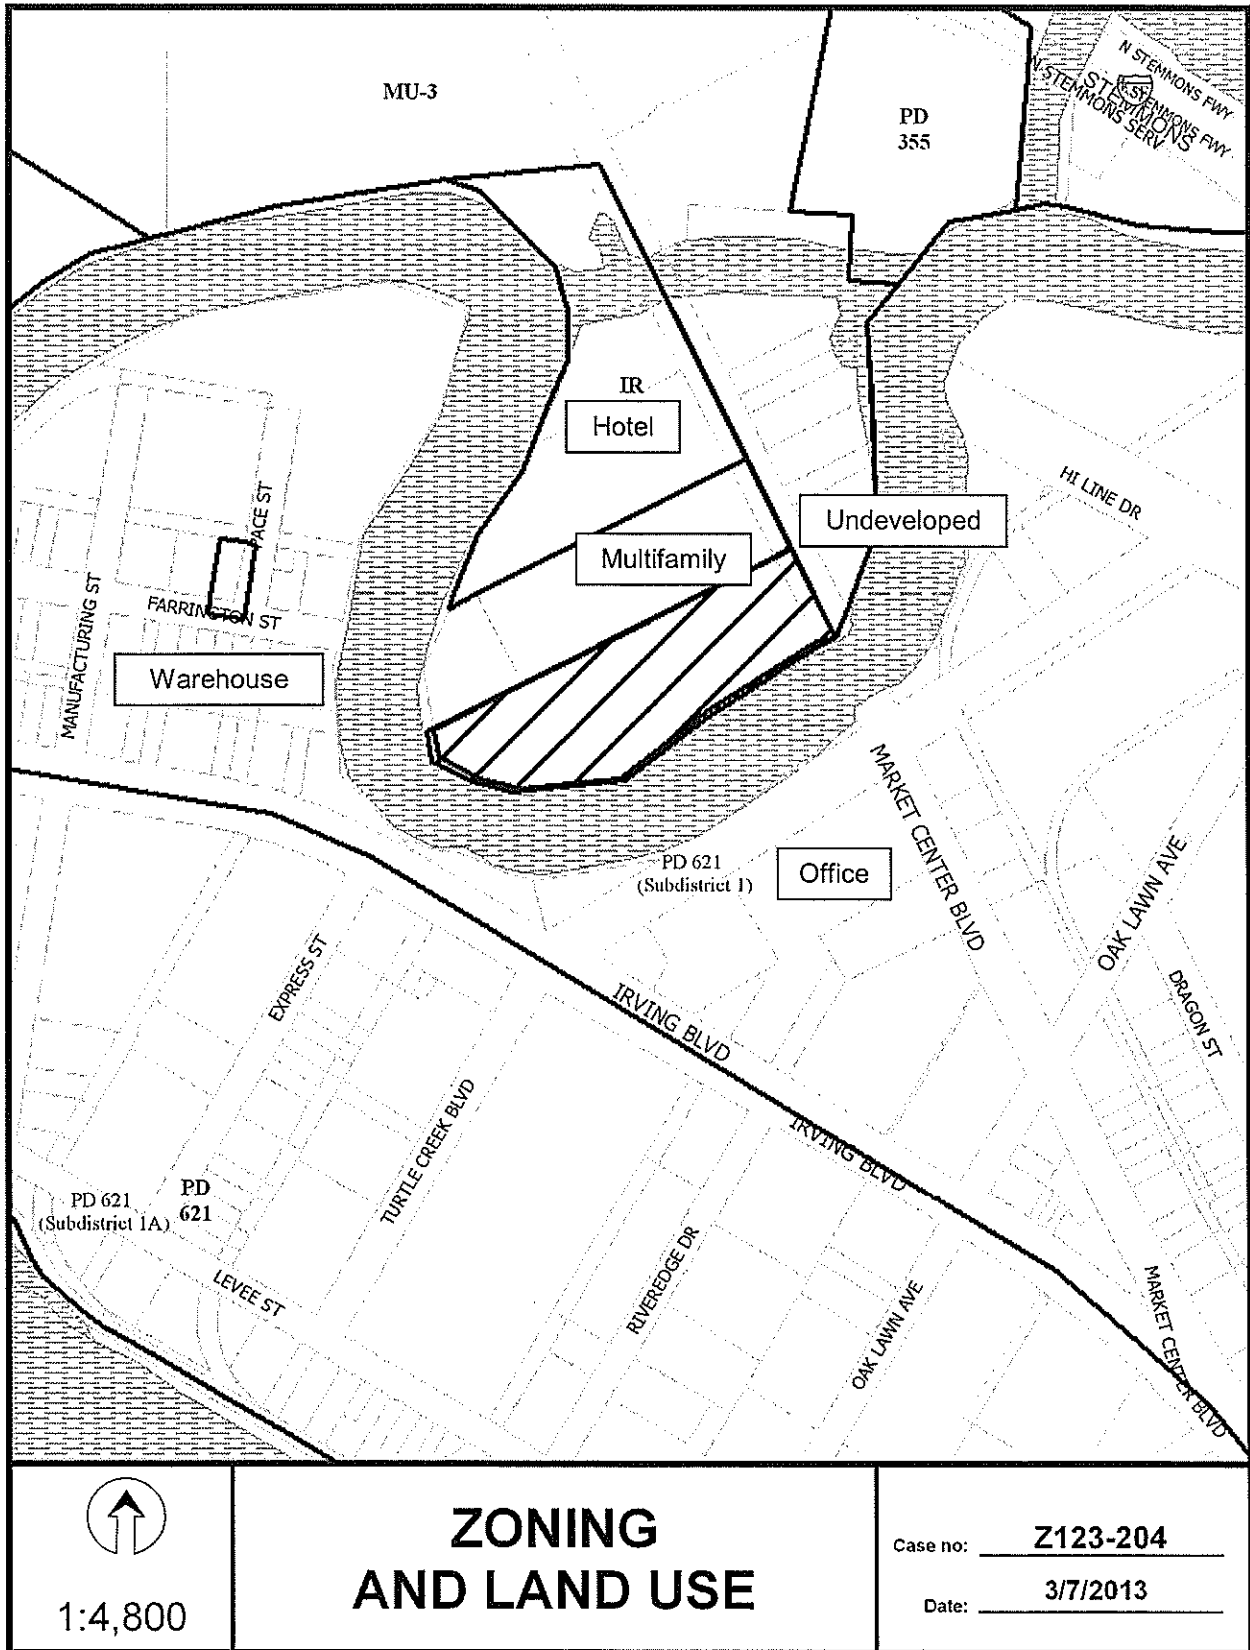 MU-3
PD
355
N STEMMONS FWY
N STEMMONS FWY
STEMMONS
N STEMMONS SERV
IR
Hotel
HI LINE DR
Undeveloped
Multifamily
PACE ST
FARRINGTON ST
MANUFACTURING ST
Warehouse
MARKET CENTER BLVD
PD 621
(Subdistrict 1)
Office
OAK LAWN AVE
DRAGON ST
EXPRESS ST
IRVING BLVD
TURTLE CREEK BLVD
IRVING BLVD
PD 621
(Subdistrict 1A)
PD
621
LEVEE ST
RIVEREDGE DR
OAK LAWN AVE
MARKET CENTER BLVD
1:4,800
ZONING
AND LAND USE
Case no: Z123-204
Date: 3/7/2013